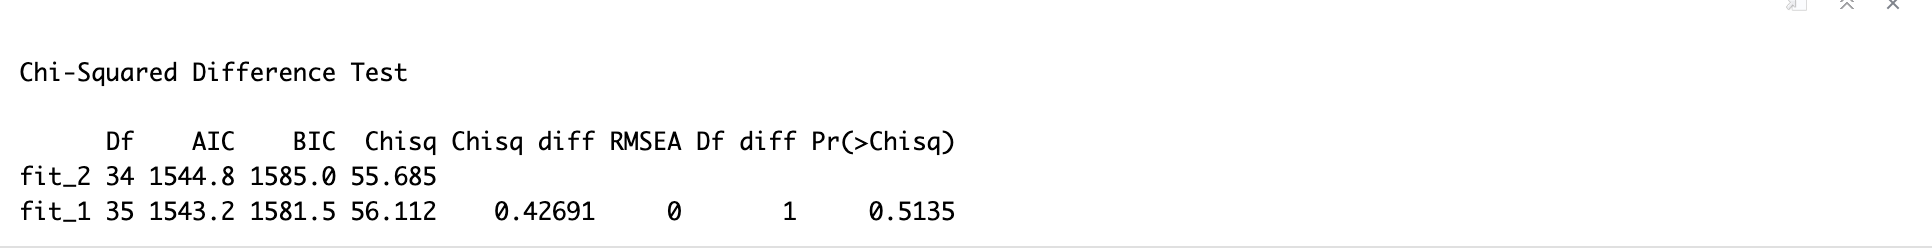 Chi-Squared Difference Test
Df AIC BIC Chisq Chisq diff RMSEA Df diff Pr(>Chisq)
fit_2 34 1544.8 1585.0 55.685
fit_1 35 1543.2 1581.5 56.112 0.42691 0 1 0.5135